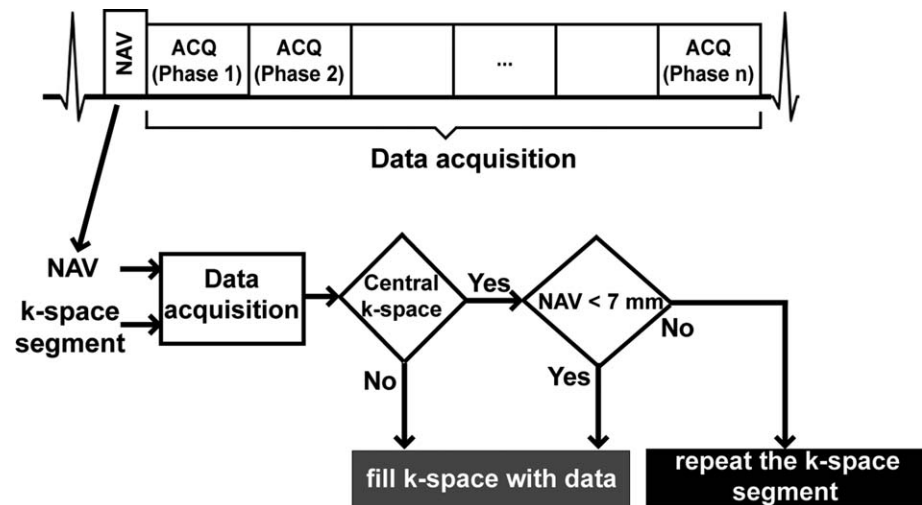 NAV
ACQ
(Phase 1)
ACQ
(Phase 2)
...
ACQ
(Phase n)
Data acquisition
NAV
k-space
segment
Data
acquisition
Central
k-space
Yes
NAV < 7 mm
No
No
Yes
fill k-space with data
repeat the k-space
segment